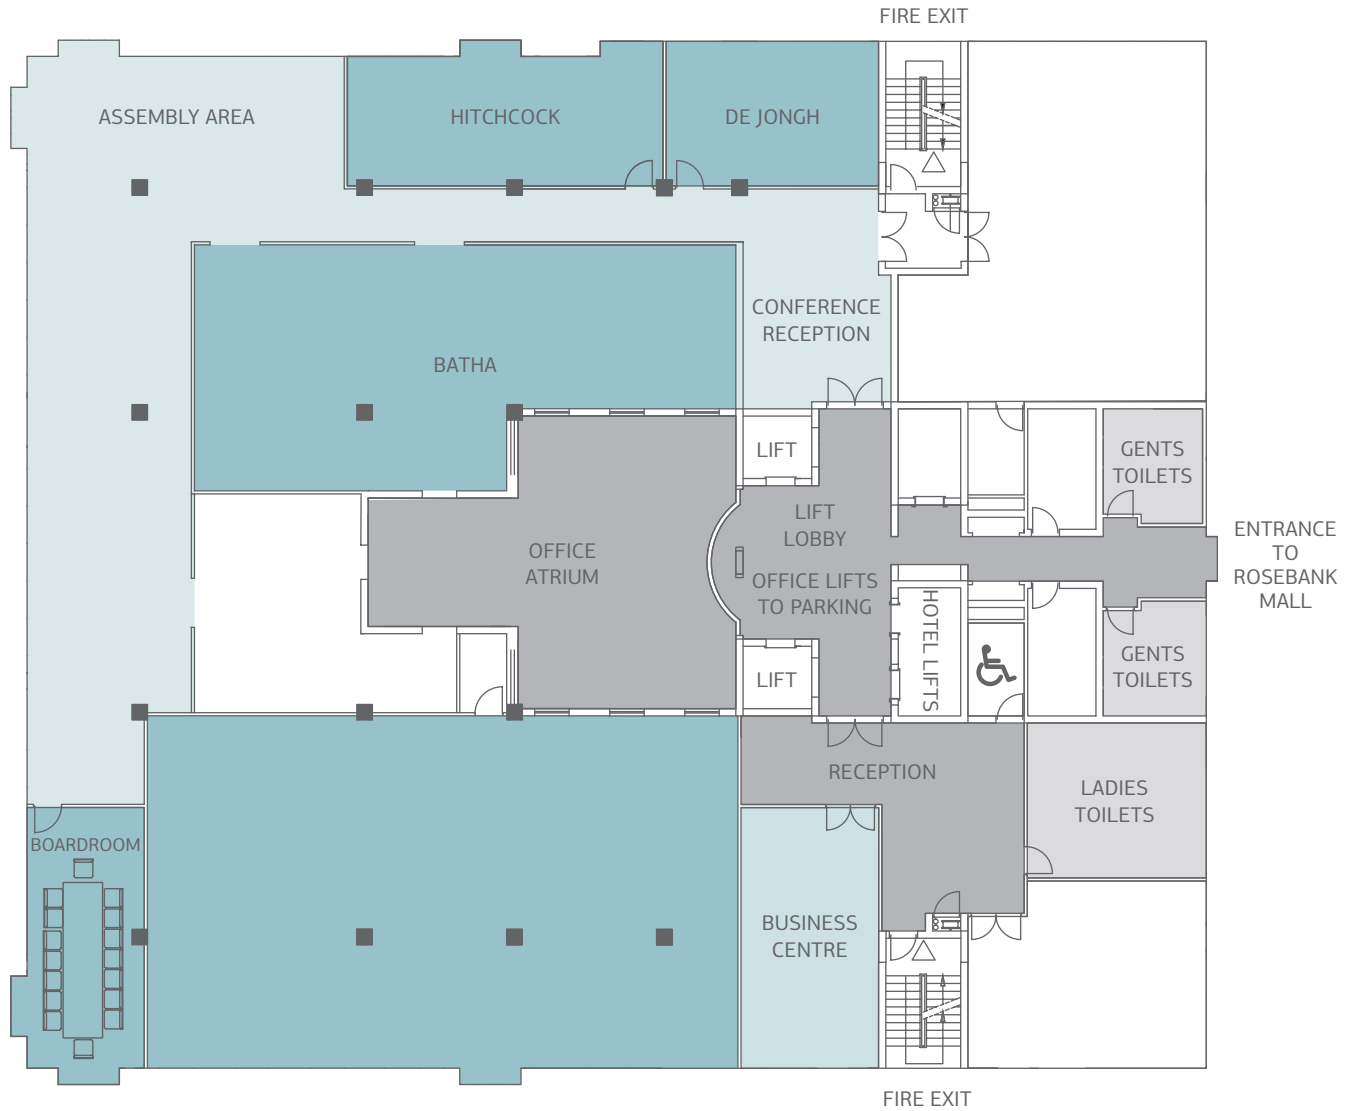 FIRE EXIT
ASSEMBLY AREA
HITCHCOCK
DE JONGH
CONFERENCE
RECEPTION
BATHA
LIFT
GENTS
TOILETS
LIFT
LOBBY
OFFICE
ATRIUM
OFFICE LIFTS
TO PARKING
ENTRANCE
TO
ROSEBANK
MALL
HOTEL LIFTS
LIFT
GENTS
TOILETS
RECEPTION
LADIES
TOILETS
BOARDROOM
BUSINESS
CENTRE
FIRE EXIT